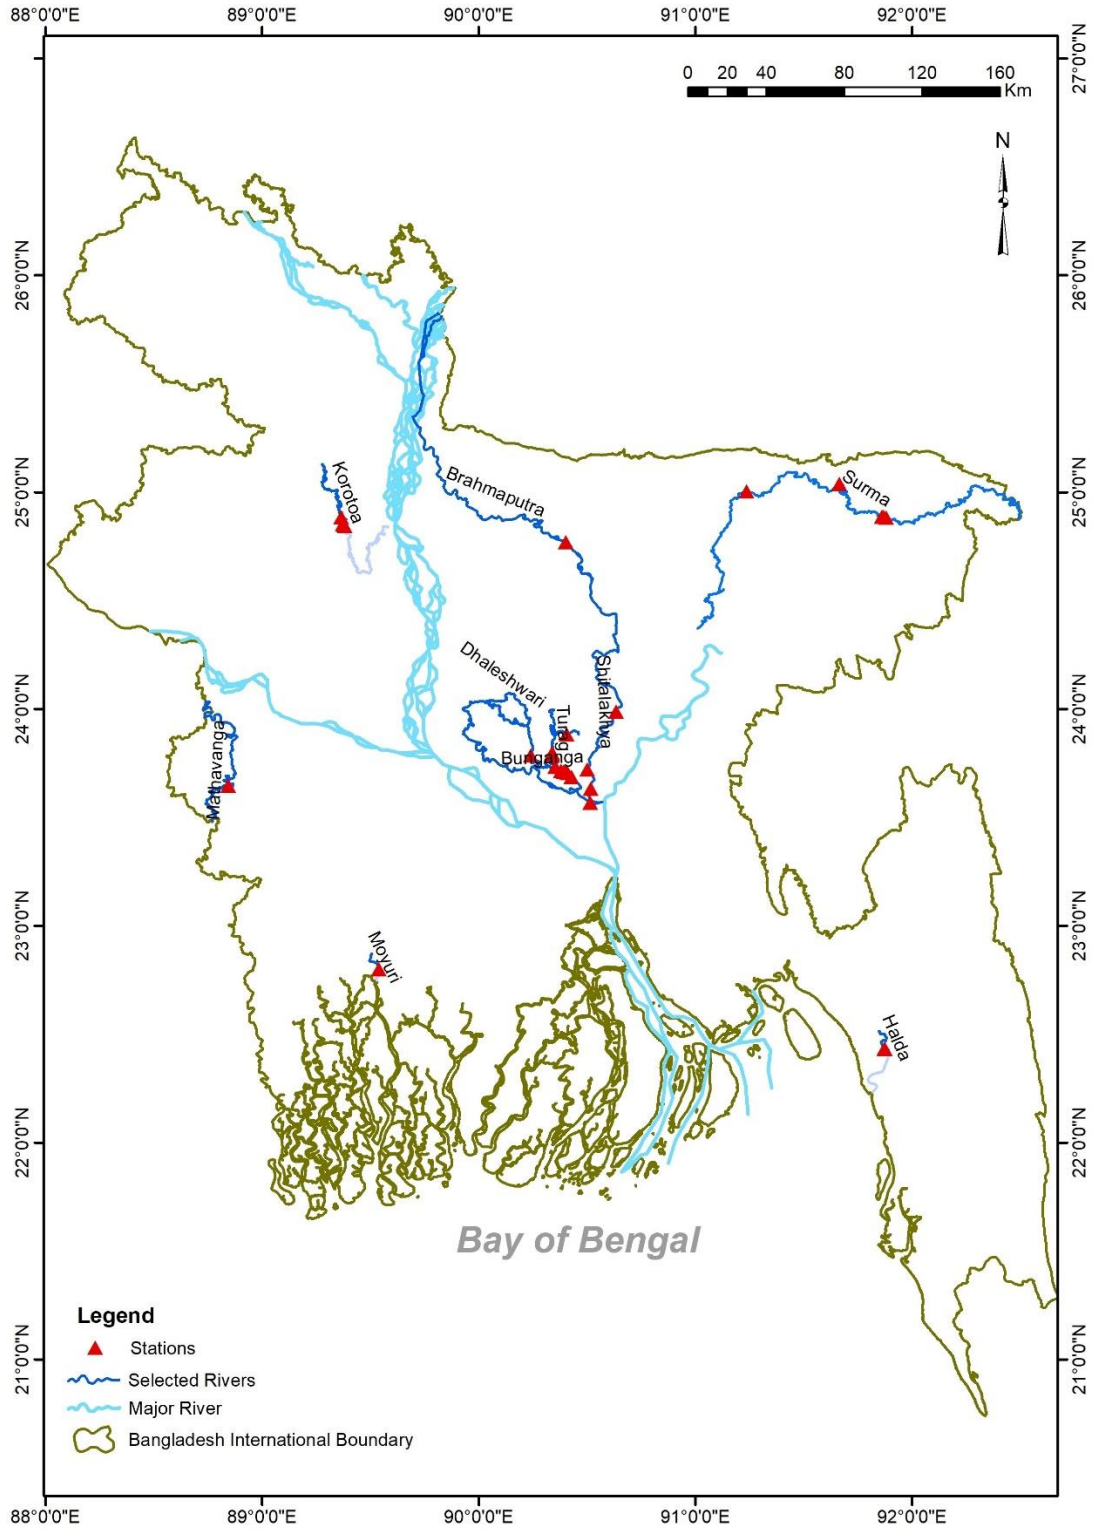 88°0'0"E 89°0'0"E 90°0'0"E 91°0'0"E 92°0'0"E
27°0'0"N
0 20 40 80 120 160
Km
N
26°0'0"N 26°0'0"N
Korotoa
Brahmaputra
Surma
25°0'0"N 25°0'0"N
Dhaleshwari
Shitalakhya
Turag
24°0'0"N 24°0'0"N
Mathavanga
Buriganga
23°0'0"N 23°0'0"N
Moyuri
Halda
22°0'0"N 22°0'0"N
Bay of Bengal
Legend
Stations
21°0'0"N 21°0'0"N
Selected Rivers
Major River
Bangladesh International Boundary
88°0'0"E 89°0'0"E 90°0'0"E 91°0'0"E 92°0'0"E